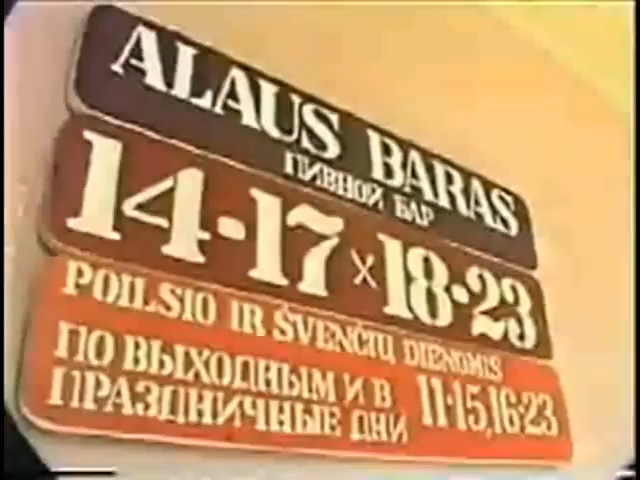 ALAUS BARAS
ПИВНОЙ БАР
14·17 x 18·23
POILSIO IR ŠVENČIŲ DIENOMIS
ПО ВЫХОДНЫМ И В
ПРАЗДНИЧНЫЕ ДНИ
11·15, 16·23